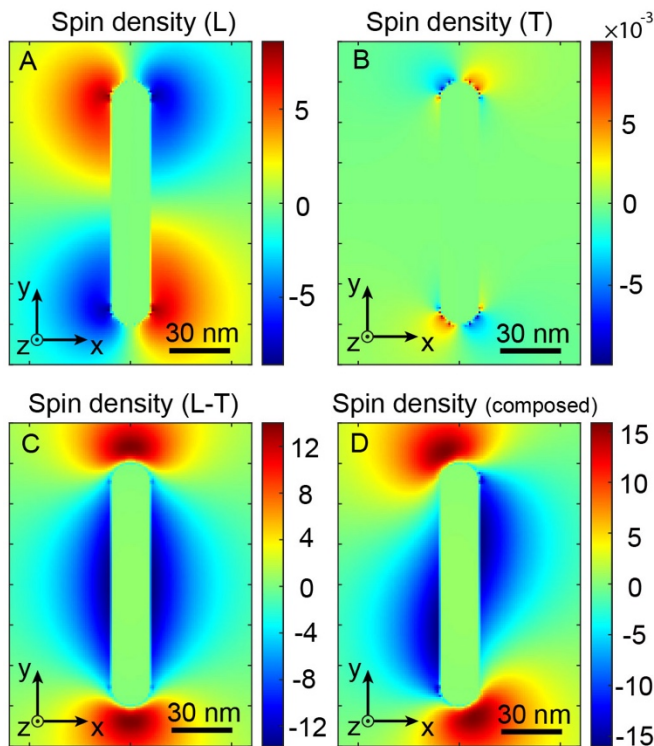 Spin density (L)
A
5
0
-5
y
z
x
30 nm
Spin density (T)
×10⁻³
B
5
0
-5
y
z
x
30 nm
Spin density (L-T)
C
12
8
4
0
-4
-8
-12
y
z
x
30 nm
Spin density (composed)
D
15
10
5
0
-5
-10
-15
y
z
x
30 nm